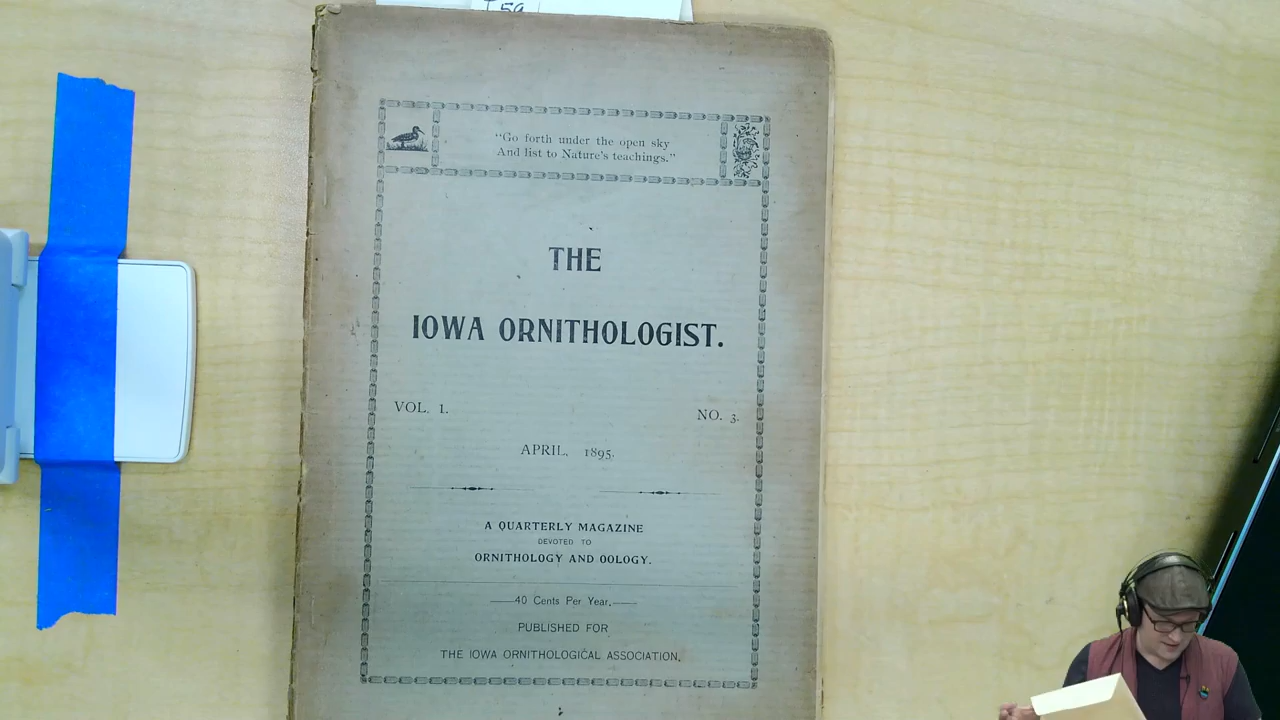 "Go forth under the open sky
And list to Nature's teachings."
THE
IOWA ORNITHOLOGIST.
VOL. 1.
NO. 3.
APRIL, 1895.
A QUARTERLY MAGAZINE
DEVOTED TO
ORNITHOLOGY AND OOLOGY.
40 Cents Per Year.
PUBLISHED FOR
THE IOWA ORNITHOLOGICAL ASSOCIATION.